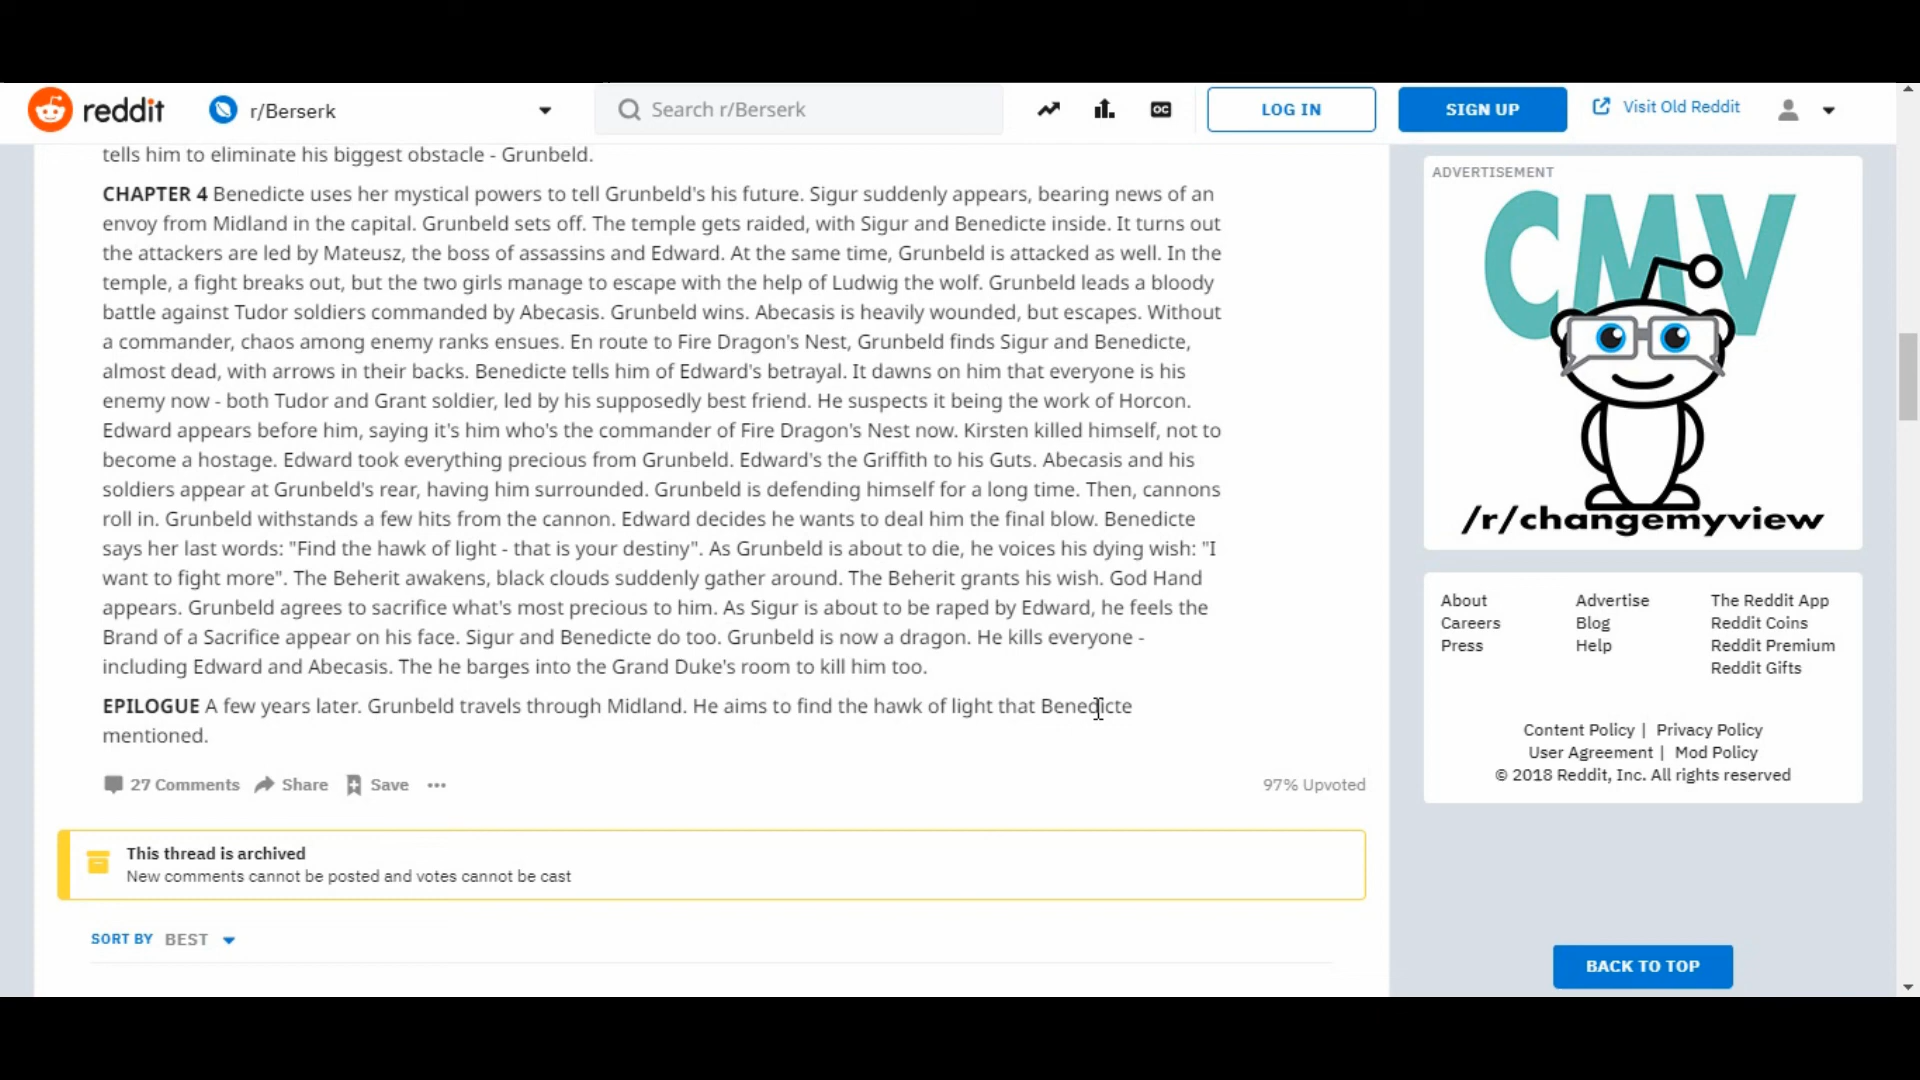 reddit
r/Berserk
Search r/Berserk
OC
LOG IN
SIGN UP
Visit Old Reddit
tells him to eliminate his biggest obstacle - Grunbeld.
CHAPTER 4 Benedicte uses her mystical powers to tell Grunbeld's his future. Sigur suddenly appears, bearing news of an
envoy from Midland in the capital. Grunbeld sets off. The temple gets raided, with Sigur and Benedicte inside. It turns out
the attackers are led by Mateusz, the boss of assassins and Edward. At the same time, Grunbeld is attacked as well. In the
temple, a fight breaks out, but the two girls manage to escape with the help of Ludwig the wolf. Grunbeld leads a bloody
battle against Tudor soldiers commanded by Abecasis. Grunbeld wins. Abecasis is heavily wounded, but escapes. Without
a commander, chaos among enemy ranks ensues. En route to Fire Dragon's Nest, Grunbeld finds Sigur and Benedicte,
almost dead, with arrows in their backs. Benedicte tells him of Edward's betrayal. It dawns on him that everyone is his
enemy now - both Tudor and Grant soldier, led by his supposedly best friend. He suspects it being the work of Horcon.
Edward appears before him, saying it's him who's the commander of Fire Dragon's Nest now. Kirsten killed himself, not to
become a hostage. Edward took everything precious from Grunbeld. Edward's the Griffith to his Guts. Abecasis and his
soldiers appear at Grunbeld's rear, having him surrounded. Grunbeld is defending himself for a long time. Then, cannons
roll in. Grunbeld withstands a few hits from the cannon. Edward decides he wants to deal him the final blow. Benedicte
says her last words: "Find the hawk of light - that is your destiny". As Grunbeld is about to die, he voices his dying wish: "I
want to fight more". The Beherit awakens, black clouds suddenly gather around. The Beherit grants his wish. God Hand
appears. Grunbeld agrees to sacrifice what's most precious to him. As Sigur is about to be raped by Edward, he feels the
Brand of a Sacrifice appear on his face. Sigur and Benedicte do too. Grunbeld is now a dragon. He kills everyone -
including Edward and Abecasis. The he barges into the Grand Duke's room to kill him too.
EPILOGUE A few years later. Grunbeld travels through Midland. He aims to find the hawk of light that Benedicte
mentioned.
27 Comments Share Save
97% Upvoted
This thread is archived
New comments cannot be posted and votes cannot be cast
SORT BY BEST
ADVERTISEMENT
CMV
/r/changemyview
About Advertise The Reddit App
Careers Blog Reddit Coins
Press Help Reddit Premium
Reddit Gifts
Content Policy | Privacy Policy
User Agreement | Mod Policy
© 2018 Reddit, Inc. All rights reserved
BACK TO TOP